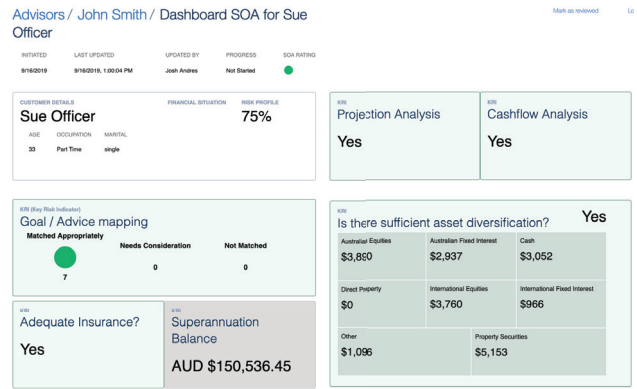 Advisors / John Smith / Dashboard SOA for Sue
Officer
Mark as reviewed
INITIATED LAST UPDATED UPDATED BY PROGRESS SOA RATING
9/16/2019 9/16/2019, 1:00:04 PM Josh Andres Not Started
CUSTOMER DETAILS FINANCIAL SITUATION RISK PROFILE
Sue Officer 75%
AGE OCCUPATION MARITAL
33 Part Time single
KRI
Projection Analysis
Yes
KRI
Cashflow Analysis
Yes
KRI (Key Risk Indicator)
Goal / Advice mapping
Matched Appropriately
Needs Consideration Not Matched
7 0 0
KRI
Is there sufficient asset diversification? Yes
Australian Equities Australian Fixed Interest Cash
$3,890 $2,937 $3,052
Direct Property International Equities International Fixed Interest
$0 $3,760 $966
Other Property Securities
$1,096 $5,153
KRI
Adequate Insurance?
Yes
KRI
Superannuation
Balance
AUD $150,536.45